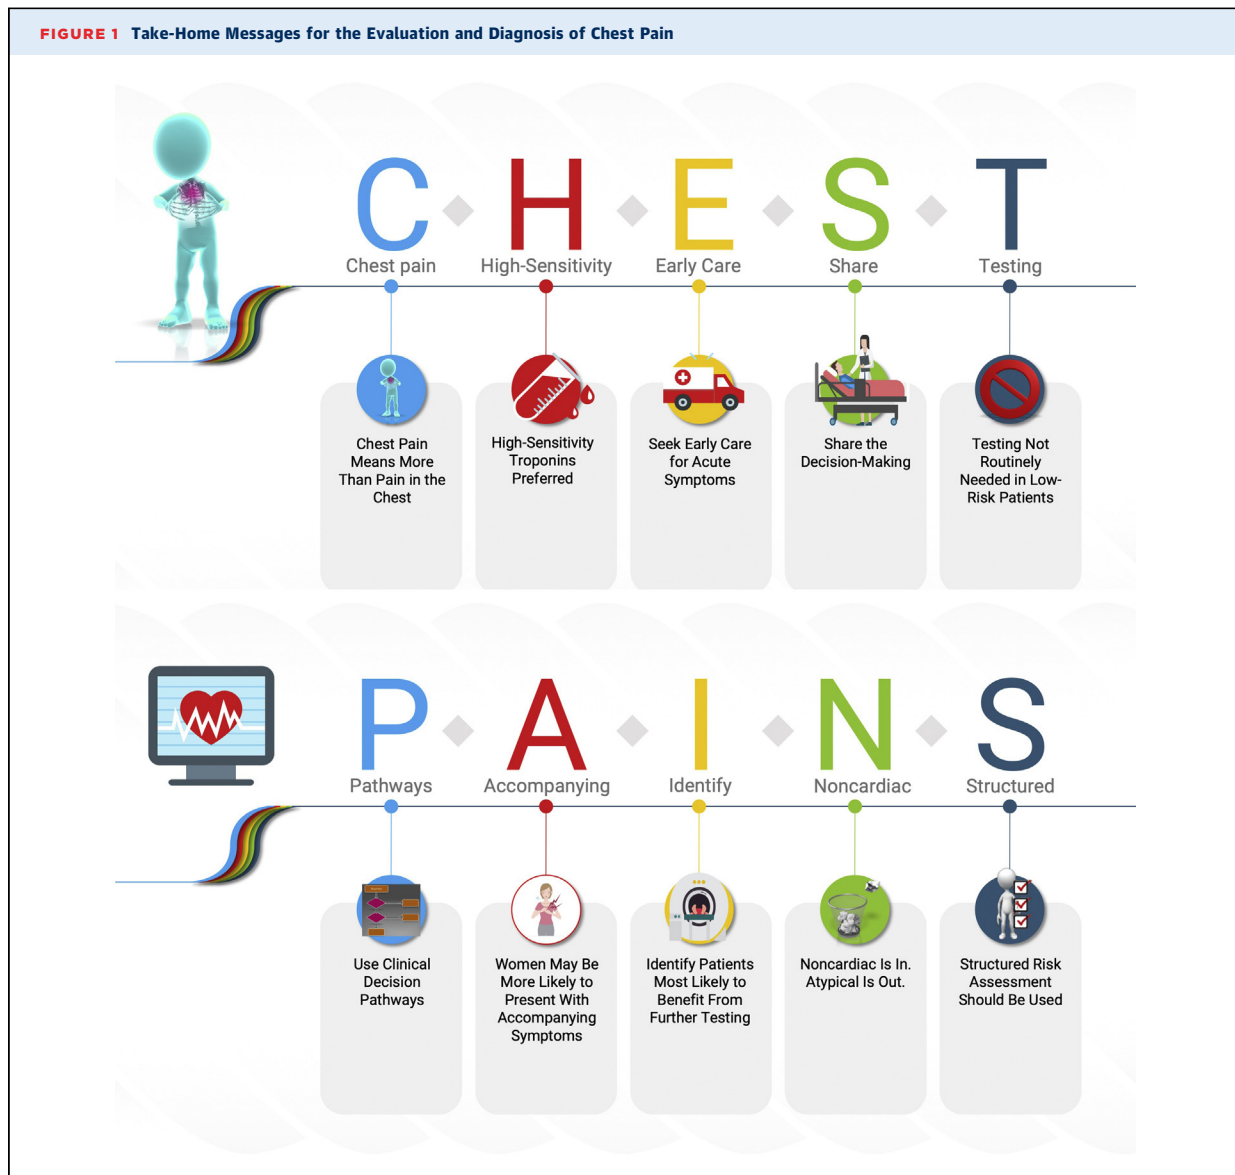 FIGURE 1 Take-Home Messages for the Evaluation and Diagnosis of Chest Pain
C H E S T
Chest pain High-Sensitivity Early Care Share Testing
Chest Pain
Means More
Than Pain in the
Chest
High-Sensitivity
Troponins
Preferred
Seek Early Care
for Acute
Symptoms
Share the
Decision-Making
Testing Not
Routinely
Needed in Low-
Risk Patients
P A I N S
Pathways Accompanying Identify Noncardiac Structured
Use Clinical
Decision
Pathways
Women May Be
More Likely to
Present With
Accompanying
Symptoms
Identify Patients
Most Likely to
Benefit From
Further Testing
Noncardiac Is In.
Atypical Is Out.
Structured Risk
Assessment
Should Be Used